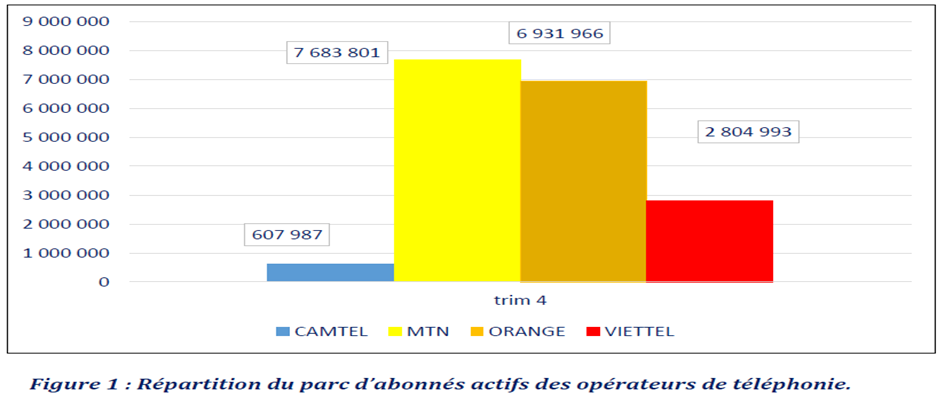 9 000 000
8 000 000
7 000 000
6 000 000
5 000 000
4 000 000
3 000 000
2 000 000
1 000 000
0
607 987
7 683 801
6 931 966
2 804 993
trim 4
CAMTEL MTN ORANGE VIETTEL
Figure 1 : Répartition du parc d’abonnés actifs des opérateurs de téléphonie.